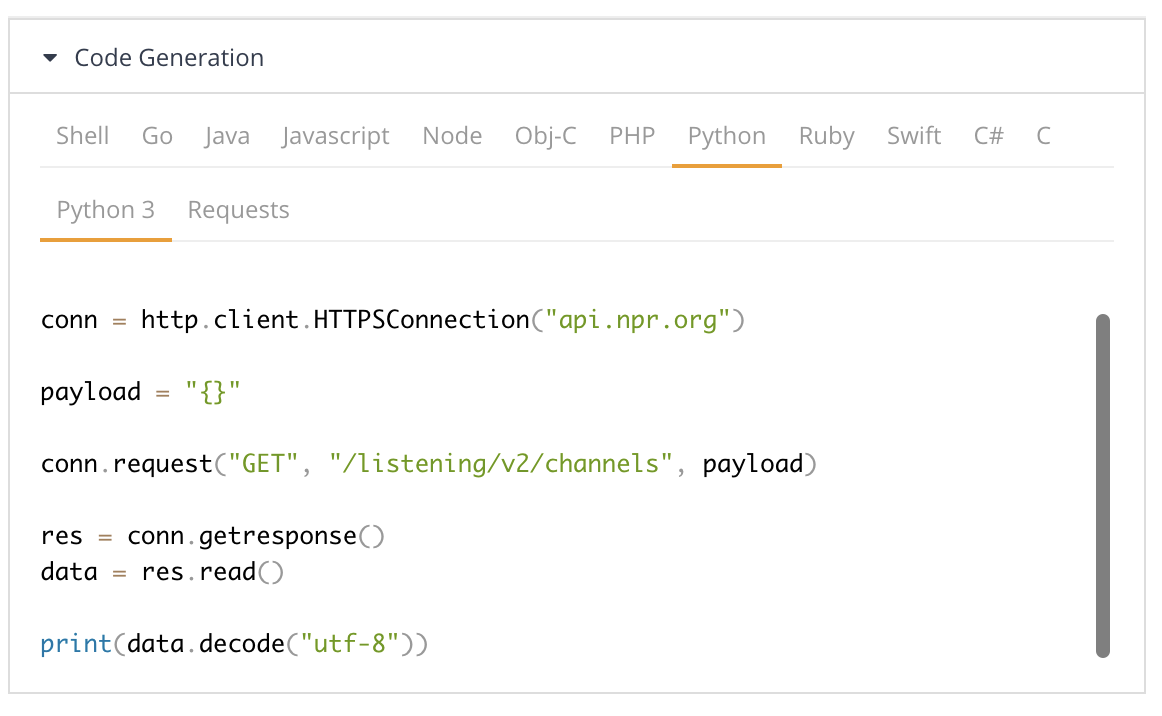 Code Generation
Shell Go Java Javascript Node Obj-C PHP Python Ruby Swift C# C
Python 3 Requests
conn = http.client.HTTPSConnection("api.npr.org")
payload = "{}"
conn.request("GET", "/listening/v2/channels", payload)
res = conn.getresponse()
data = res.read()
print(data.decode("utf-8"))